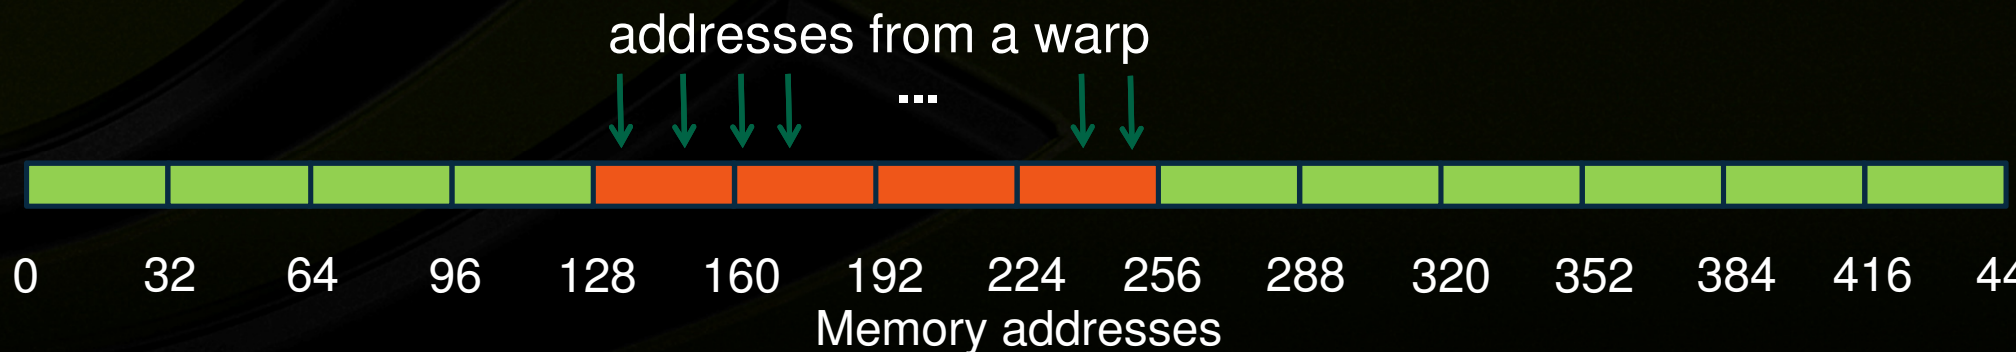 addresses from a warp
...
0 32 64 96 128 160 192 224 256 288 320 352 384 416
Memory addresses